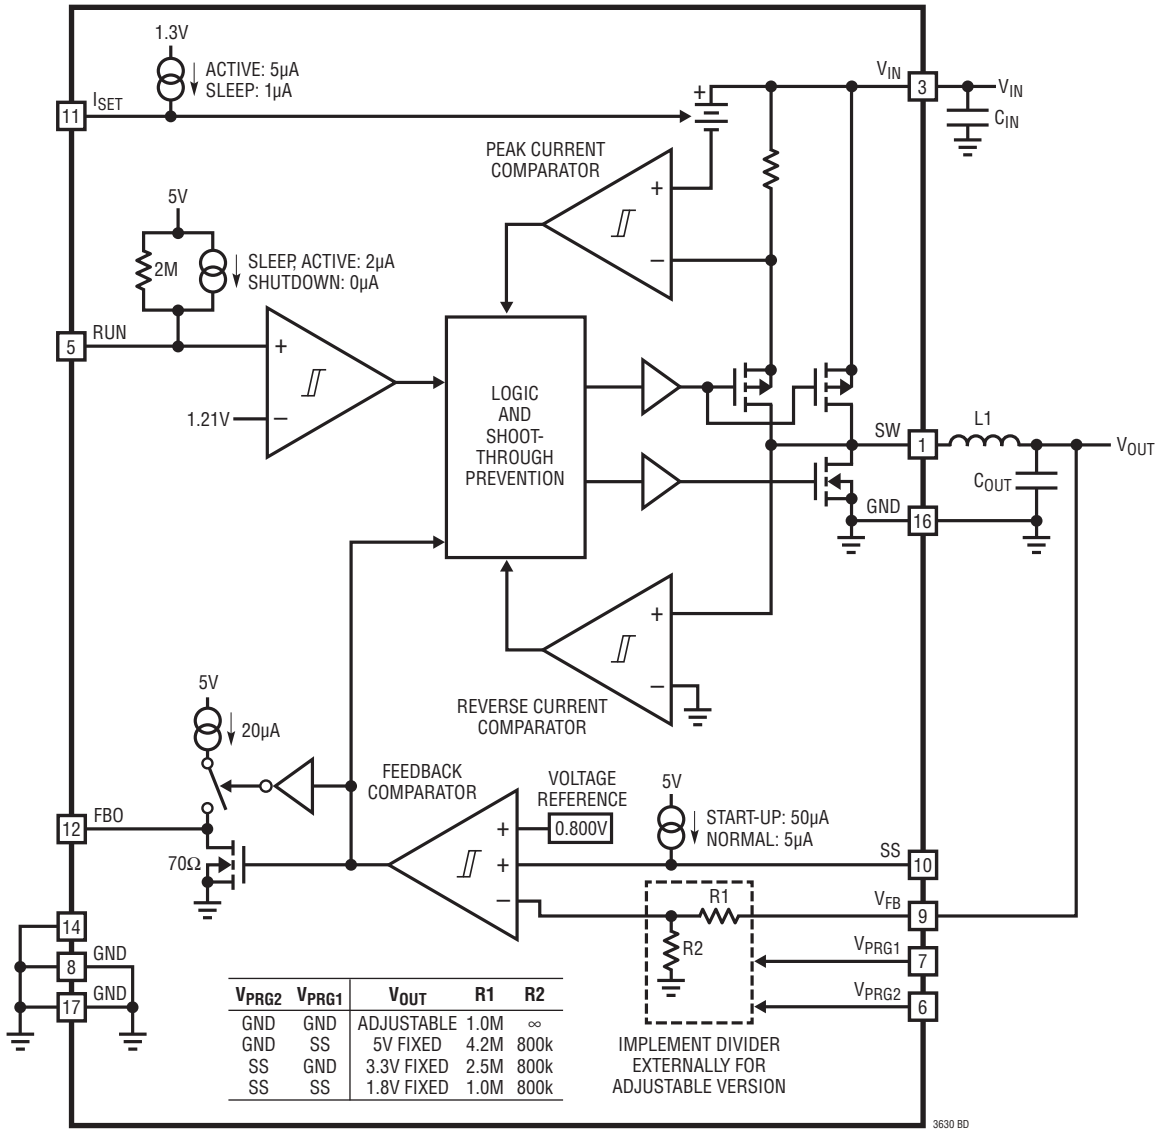 1.3V
ACTIVE: 5µA
SLEEP: 1µA
11
ISET
VIN
3
VIN
CIN
+
PEAK CURRENT
COMPARATOR
+
–
5V
2M
SLEEP, ACTIVE: 2µA
SHUTDOWN: 0µA
5
RUN
+
1.21V
–
LOGIC
AND
SHOOT-
THROUGH
PREVENTION
SW
1
L1
VOUT
COUT
GND
16
+
–
REVERSE CURRENT
COMPARATOR
5V
20µA
FEEDBACK
COMPARATOR
VOLTAGE
REFERENCE
0.800V
5V
START-UP: 50µA
NORMAL: 5µA
12
FBO
70Ω
+
+
–
SS
10
R1
R2
VFB
9
VPRG1
7
VPRG2
6
14
8
GND
17
GND
VPRG2 VPRG1 VOUT R1 R2
GND GND ADJUSTABLE 1.0M ∞
GND SS 5V FIXED 4.2M 800k
SS GND 3.3V FIXED 2.5M 800k
SS SS 1.8V FIXED 1.0M 800k
IMPLEMENT DIVIDER
EXTERNALLY FOR
ADJUSTABLE VERSION
3630 BD